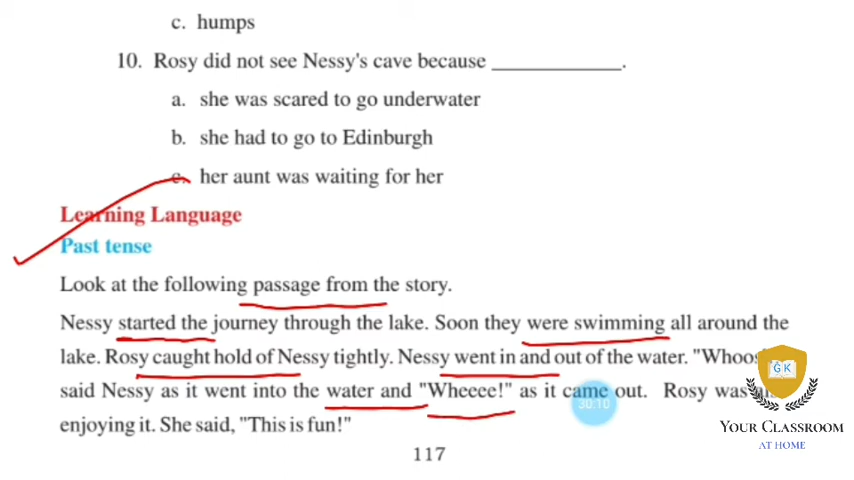 c. humps
10. Rosy did not see Nessy's cave because ____________.
a. she was scared to go underwater
b. she had to go to Edinburgh
c. her aunt was waiting for her
Learning Language
Past tense
Look at the following passage from the story.
Nessy started the journey through the lake. Soon they were swimming all around the
lake. Rosy caught hold of Nessy tightly. Nessy went in and out of the water. "Whoos
said Nessy as it went into the water and "Wheeee!" as it came out. Rosy was
enjoying it. She said, "This is fun!"
117
30:10
GK
YOUR CLASSROOM
AT HOME